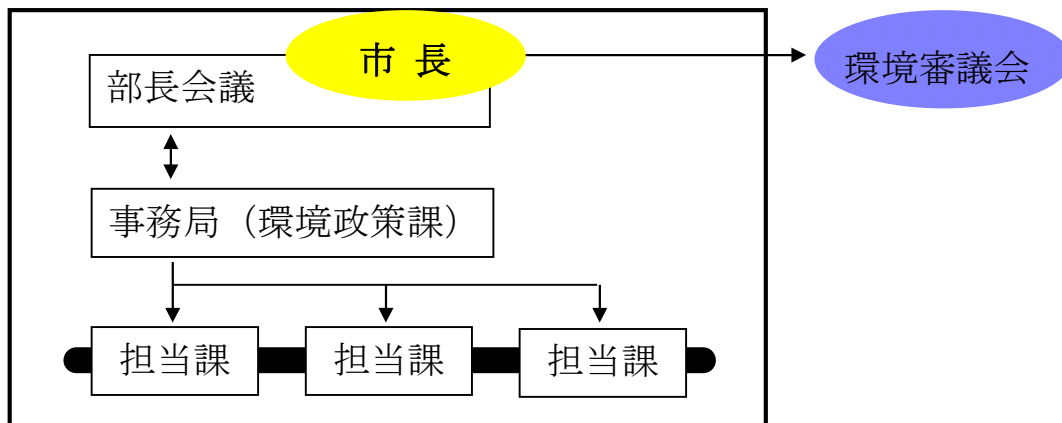 市 長
環境審議会
部長会議
事務局（環境政策課）
担当課
担当課
担当課